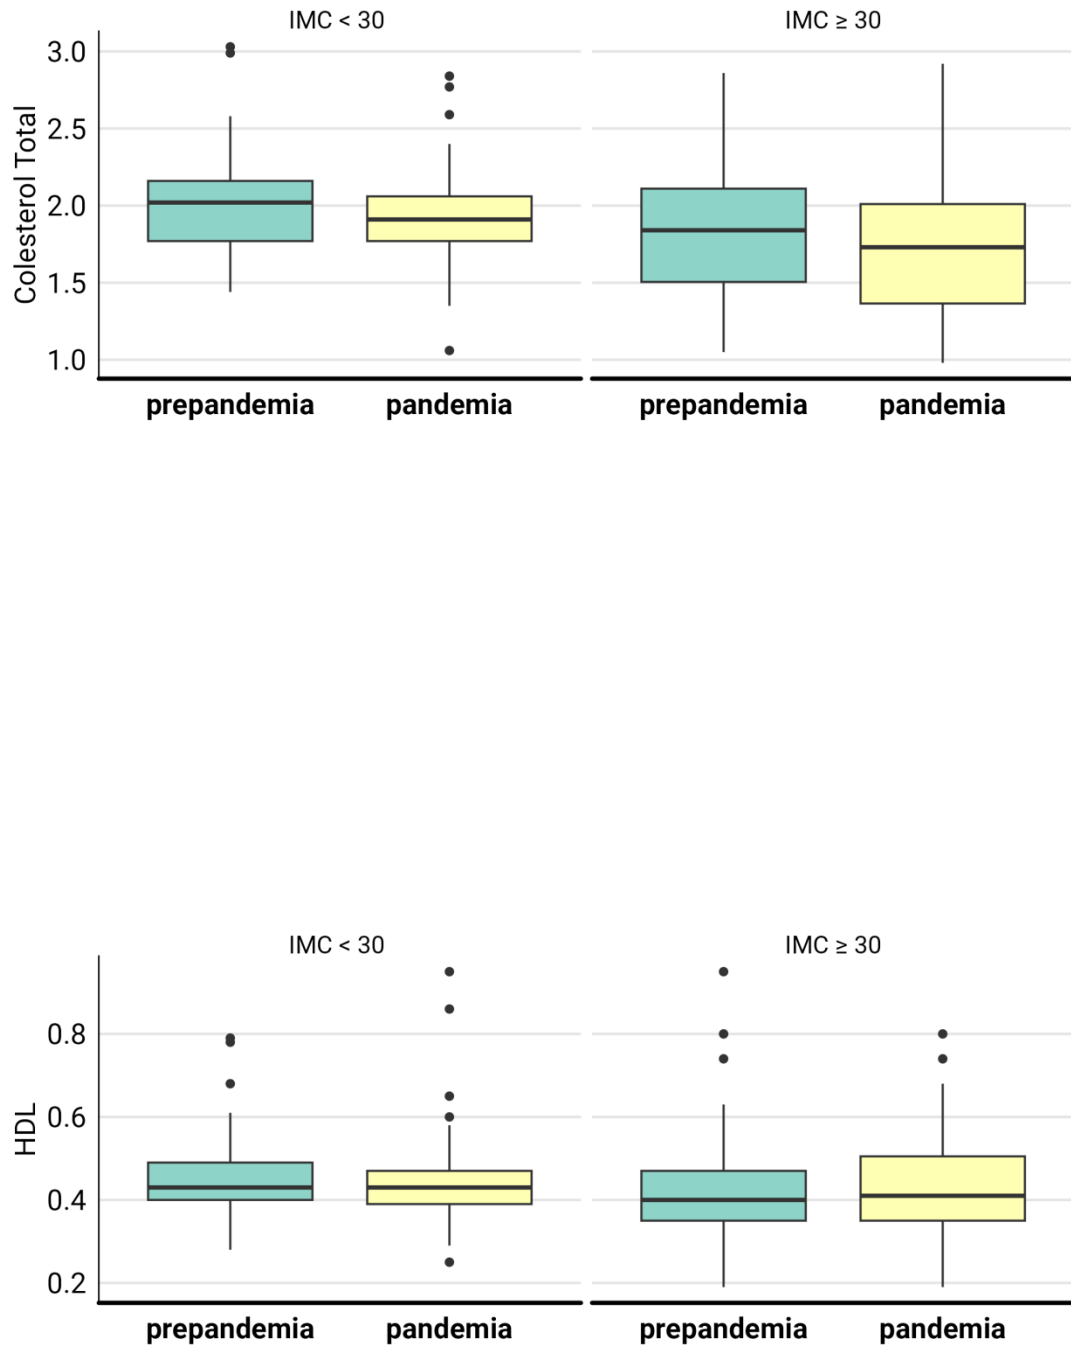 IMC < 30
IMC ≥ 30
Colesterol Total
3.0
2.5
2.0
1.5
1.0
prepandemia
pandemia
prepandemia
pandemia
IMC < 30
IMC ≥ 30
HDL
0.8
0.6
0.4
0.2
prepandemia
pandemia
prepandemia
pandemia